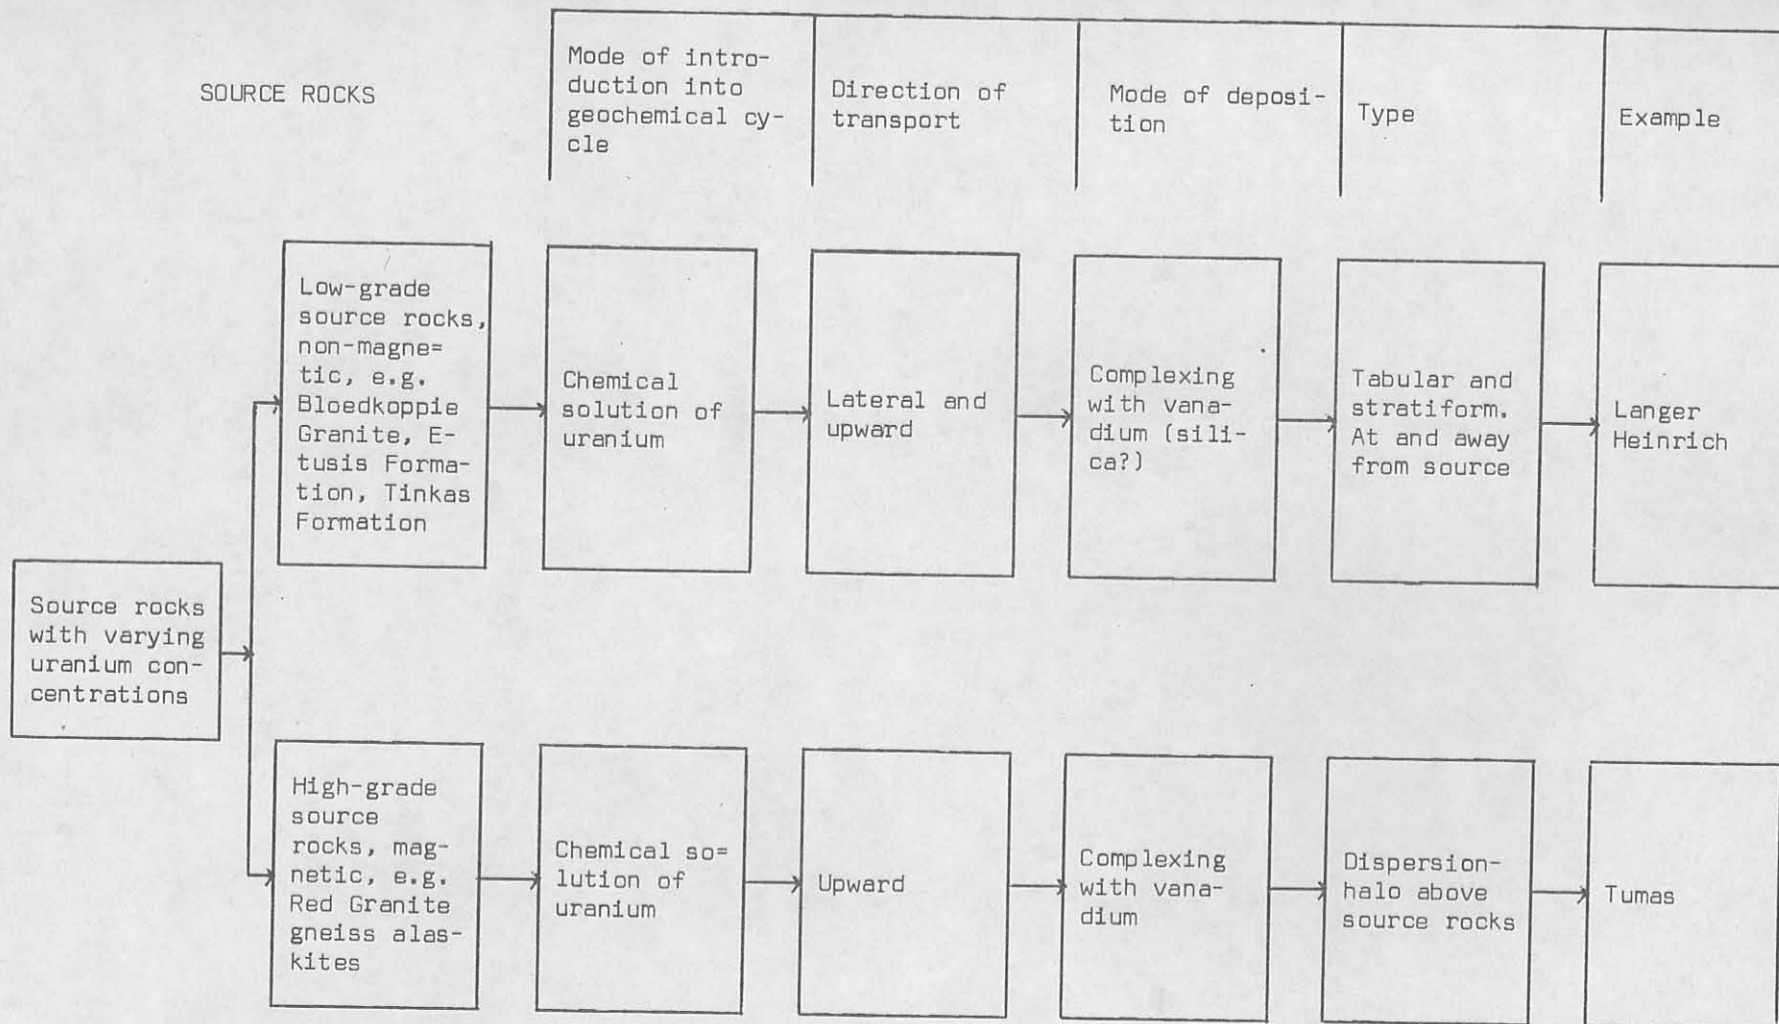 SOURCE ROCKS
Mode of intro-
duction into
geochemical cy-
cle
Direction of
transport
Mode of deposi-
tion
Type
Example
Low-grade
source rocks,
non-magne=
tic, e.g.
Bloedkoppie
Granite, E-
tusis Forma-
tion, Tinkas
Formation
Chemical
solution of
uranium
Lateral and
upward
Complexing
with vana-
dium (sili-
ca?)
Tabular and
stratiform.
At and away
from source
Langer
Heinrich
Source rocks
with varying
uranium con-
centrations
High-grade
source
rocks, mag-
netic, e.g.
Red Granite
gneiss alas-
kites
Chemical so=
lution of
uranium
Upward
Complexing
with vana-
dium
Dispersion-
halo above
source rocks
Tumas